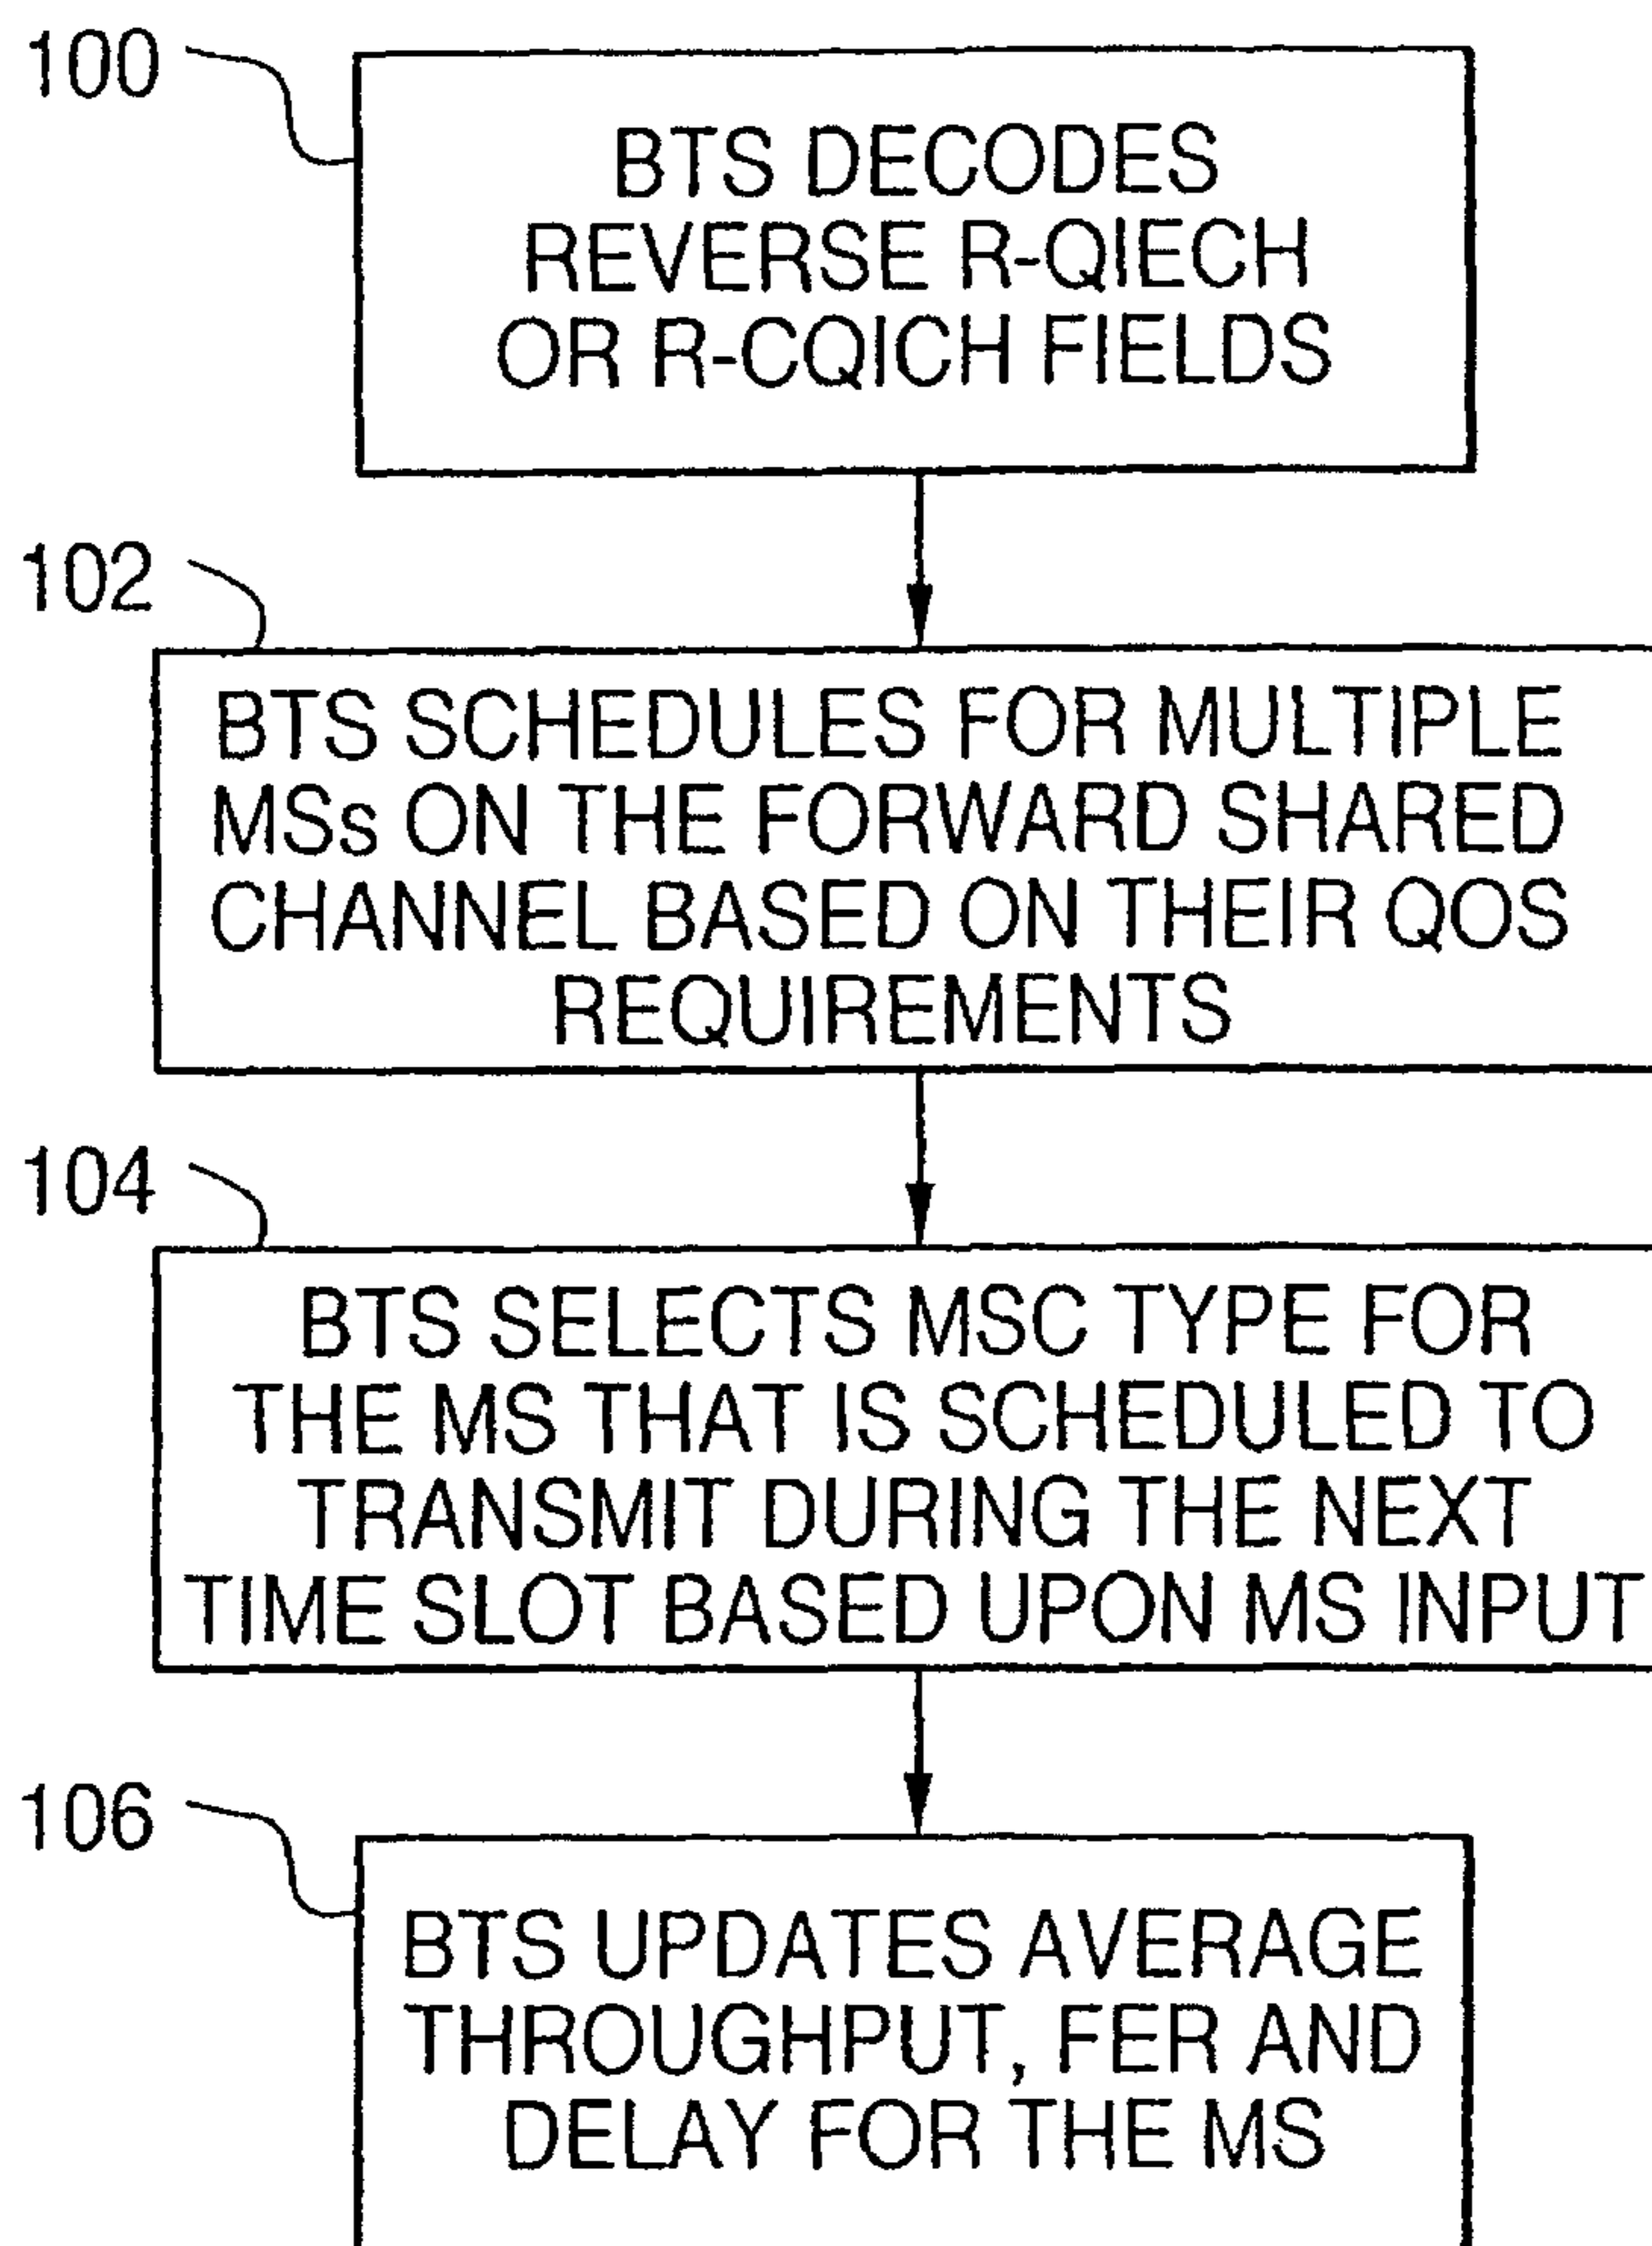 100
BTS DECODES
REVERSE R-QIECH
OR R-CQICH FIELDS
102
BTS SCHEDULES FOR MULTIPLE
MSs ON THE FORWARD SHARED
CHANNEL BASED ON THEIR QOS
REQUIREMENTS
104
BTS SELECTS MSC TYPE FOR
THE MS THAT IS SCHEDULED TO
TRANSMIT DURING THE NEXT
TIME SLOT BASED UPON MS INPUT
106
BTS UPDATES AVERAGE
THROUGHPUT, FER AND
DELAY FOR THE MS